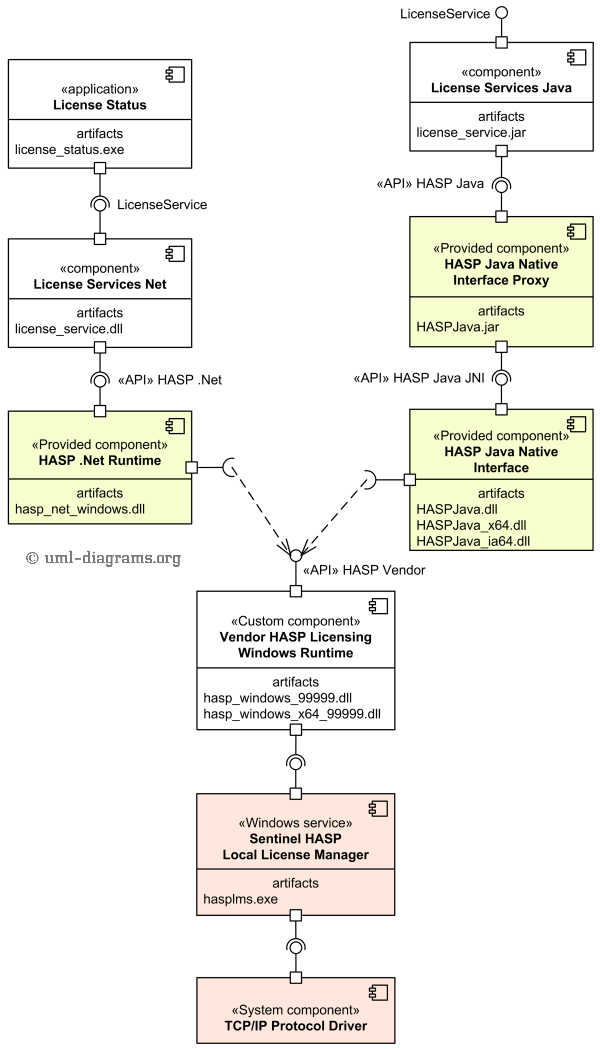 LicenseService
«application»
License Status
artifacts
license_status.exe
LicenseService
«component»
License Services Net
artifacts
license_service.dll
«API» HASP .Net
«Provided component»
HASP .Net Runtime
artifacts
hasp_net_windows.dll
«component»
License Services Java
artifacts
license_service.jar
«API» HASP Java
«Provided component»
HASP Java Native
Interface Proxy
artifacts
HASPJava.jar
«API» HASP Java JNI
«Provided component»
HASP Java Native
Interface
artifacts
HASPJava.dll
HASPJava_x64.dll
HASPJava_ia64.dll
© uml-diagrams.org
«API» HASP Vendor
«Custom component»
Vendor HASP Licensing
Windows Runtime
artifacts
hasp_windows_99999.dll
hasp_windows_x64_99999.dll
«Windows service»
Sentinel HASP
Local License Manager
artifacts
hasplms.exe
«System component»
TCP/IP Protocol Driver